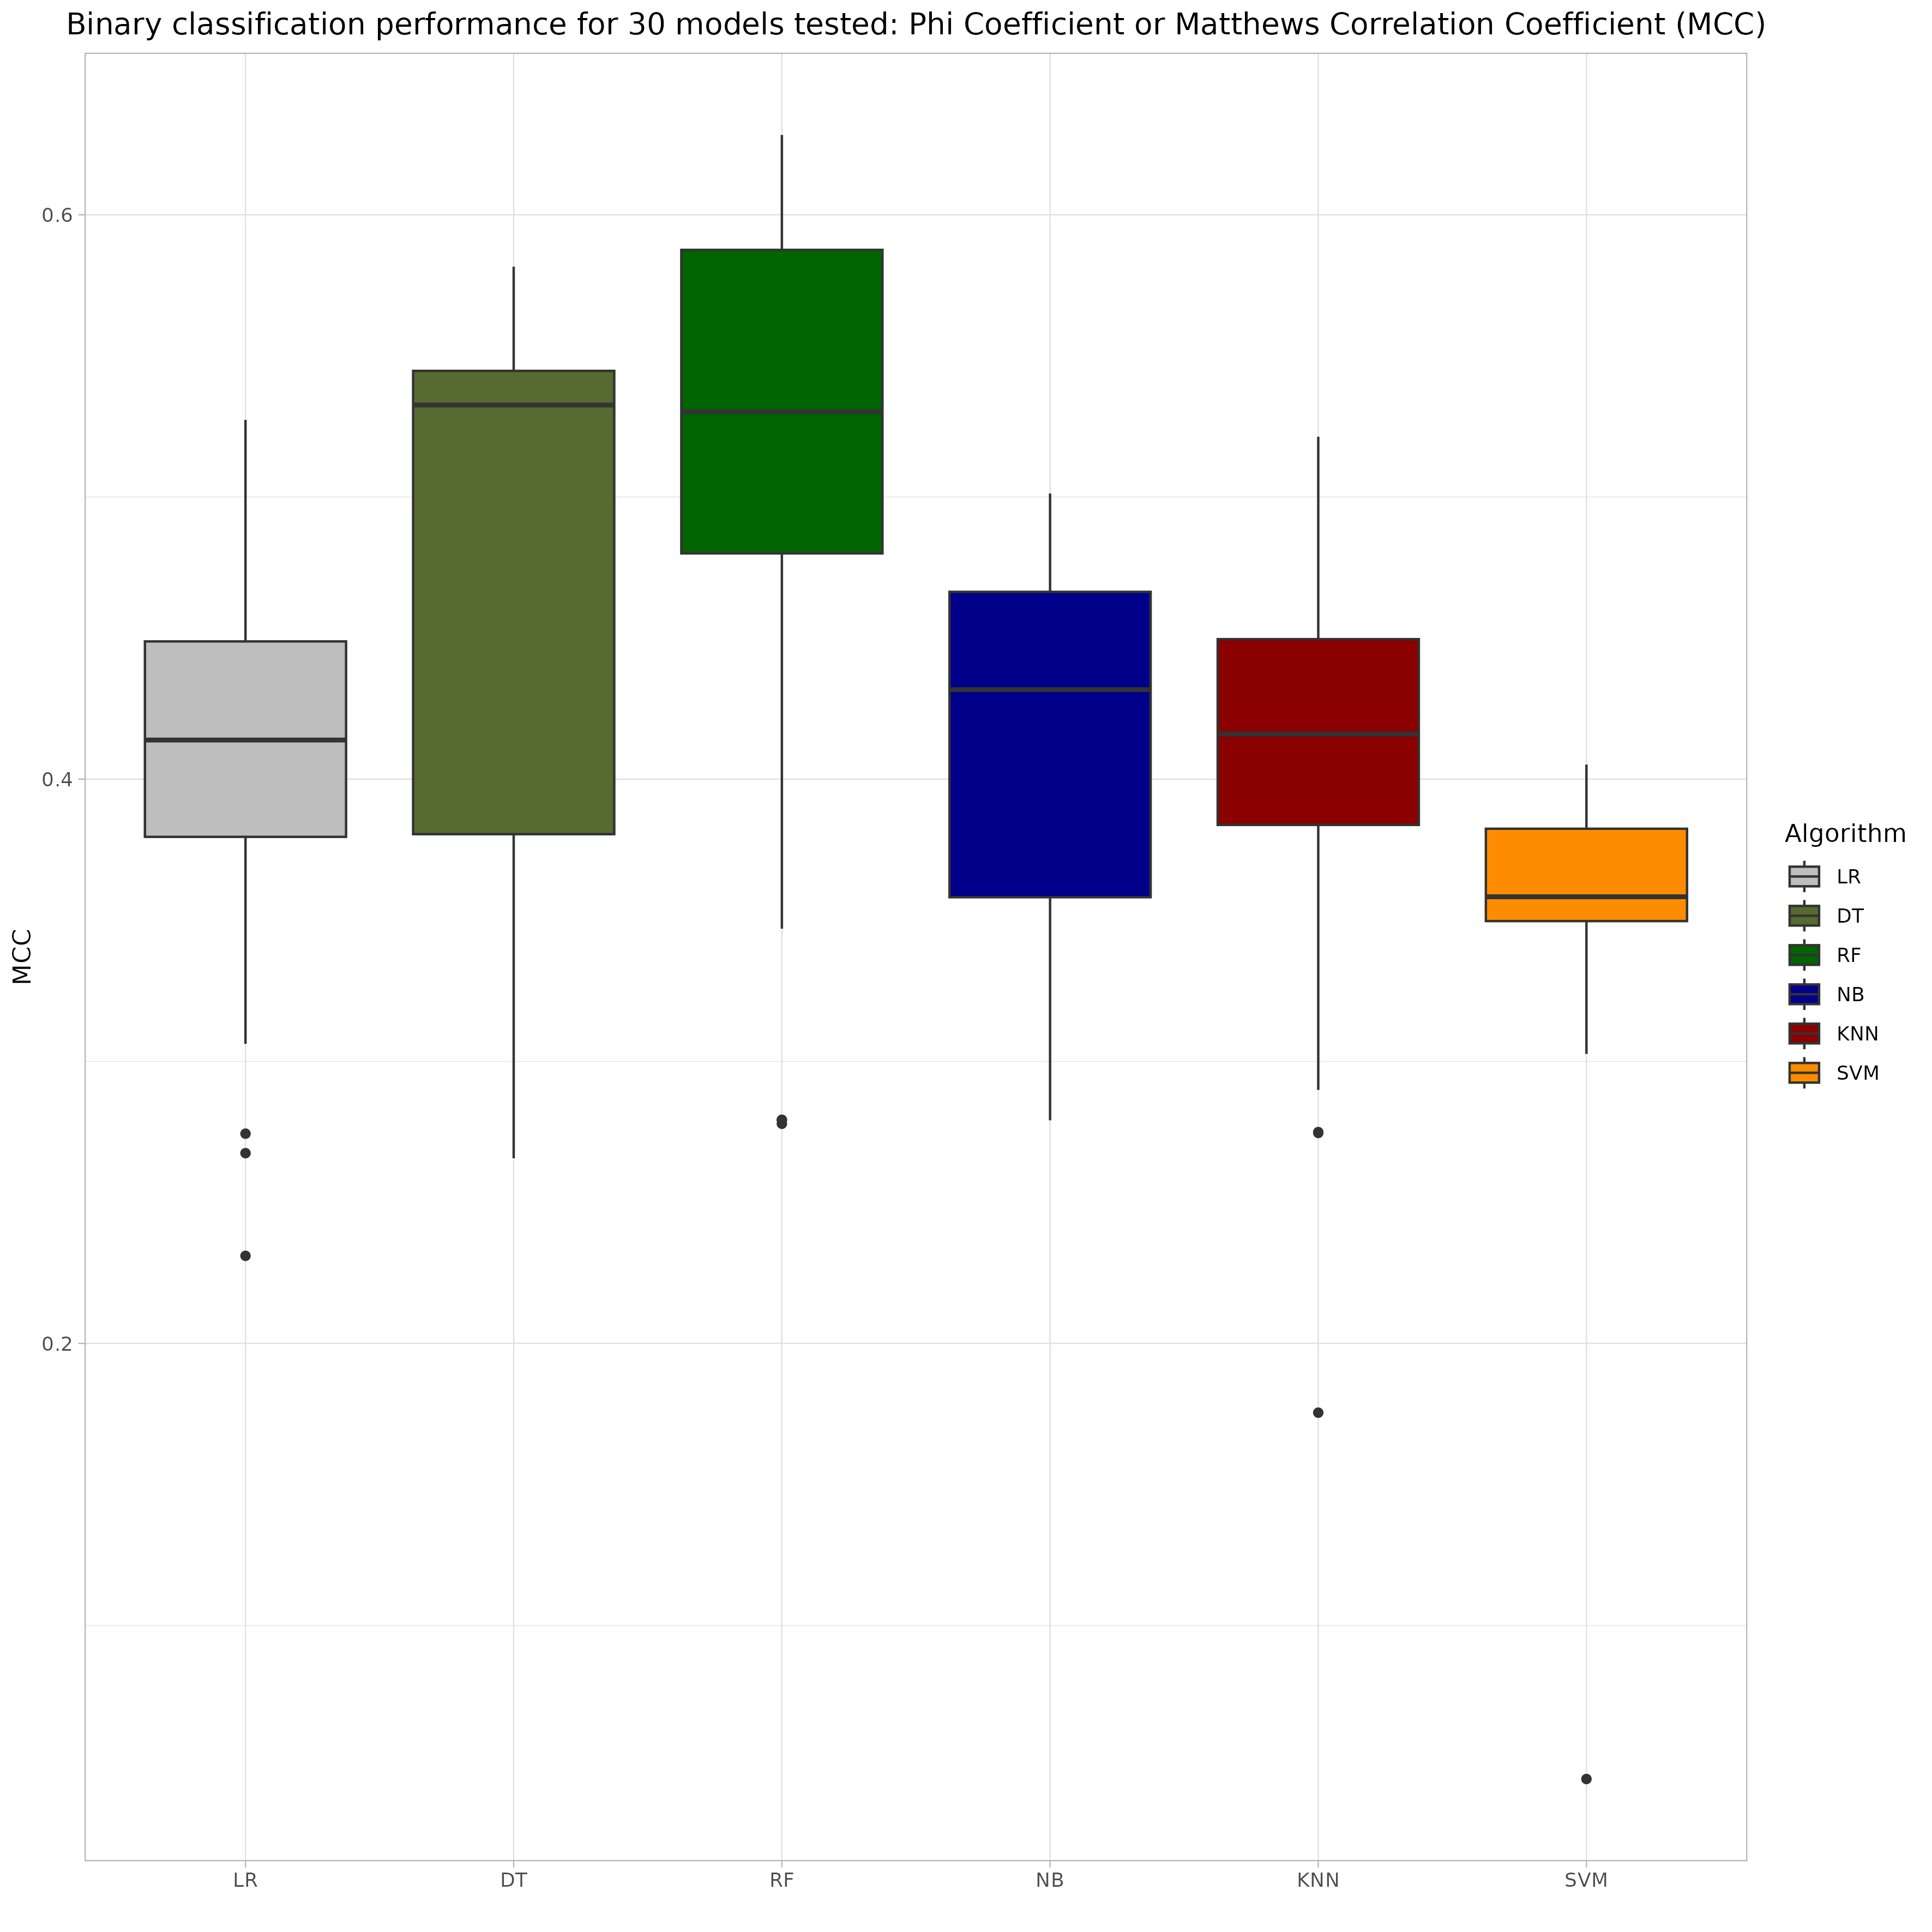 Binary classification performance for 30 models tested: Phi Coefficient or Matthews Correlation Coefficient (MCC)
0.6
0.4
0.2
MCC
LR
DT
RF
NB
KNN
SVM
Algorithm
LR
DT
RF
NB
KNN
SVM